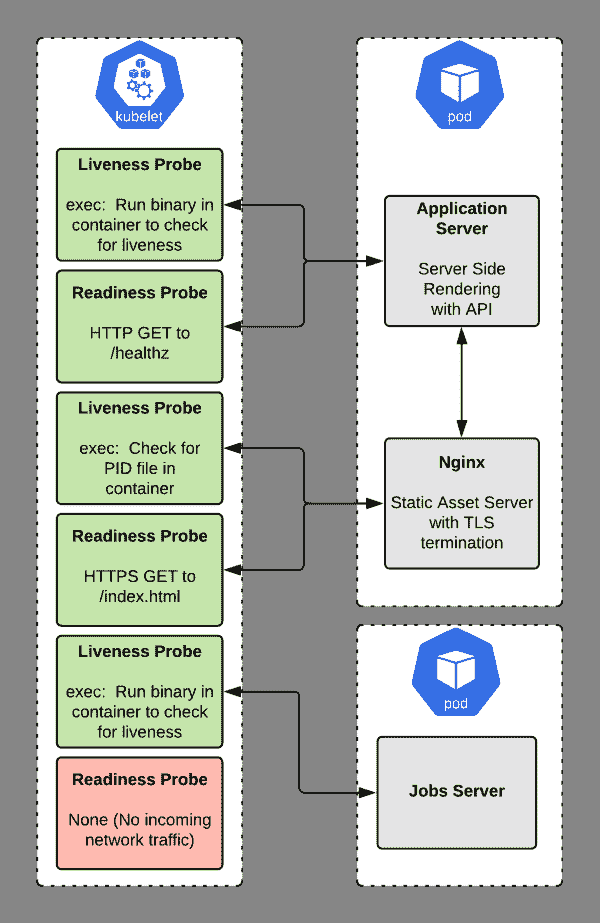 kubelet
Liveness Probe
exec:  Run binary in
container to check
for liveness
Readiness Probe
HTTP GET to
/healthz
Liveness Probe
exec:  Check for
PID file in
container
Readiness Probe
HTTPS GET to
/index.html
Liveness Probe
exec:  Run binary in
container to check
for liveness
Readiness Probe
None (No incoming
network traffic)
pod
Application
Server
Server Side
Rendering
with API
Nginx
Static Asset Server
with TLS
termination
pod
Jobs Server